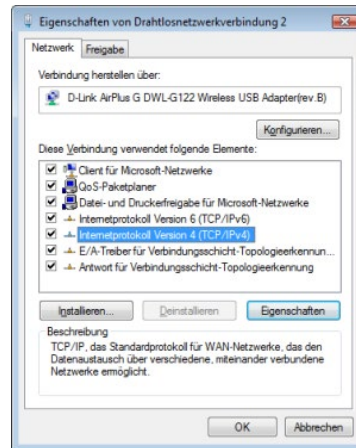 Eigenschaften von Drahtlosnetzwerkverbindung 2
Netzwerk Freigabe
Verbindung herstellen über:
D-Link AirPlus G DWL-G122 Wireless USB Adapter(rev.B)
Konfigurieren...
Diese Verbindung verwendet folgende Elemente:
Client für Microsoft-Netzwerke
QoS-Paketplaner
Datei- und Druckerfreigabe für Microsoft-Netzwerke
Internetprotokoll Version 6 (TCP/IPv6)
Internetprotokoll Version 4 (TCP/IPv4)
E/A-Treiber für Verbindungsschicht-Topologieerkennun...
Antwort für Verbindungsschicht-Topologieerkennung
Installieren... Deinstallieren Eigenschaften
Beschreibung
TCP/IP, das Standardprotokoll für WAN-Netzwerke, das den
Datenaustausch über verschiedene, miteinander verbundene
Netzwerke ermöglicht.
OK Abbrechen